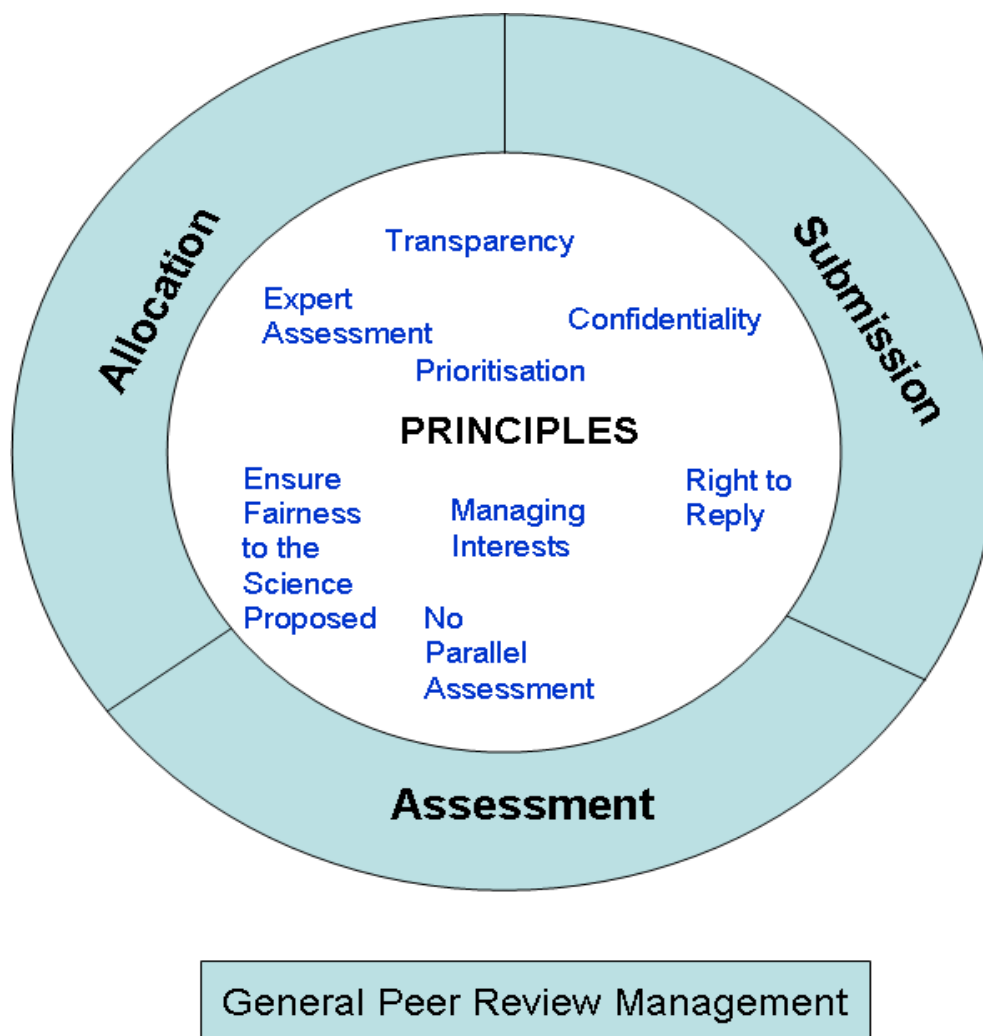 Allocation
Submission
Transparency
Expert
Assessment
Confidentiality
Prioritisation
PRINCIPLES
Ensure
Fairness
to the
Science
Proposed
Managing
Interests
Right to
Reply
No
Parallel
Assessment
Assessment
General Peer Review Management